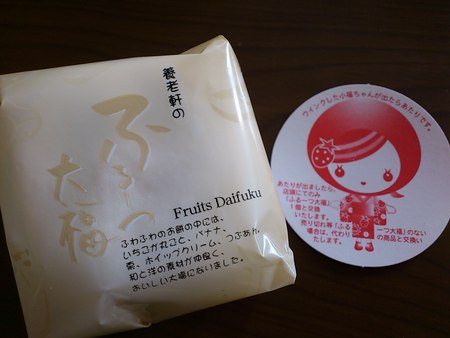 養老軒の
ふるーつ
大福
Fruits Daifuku
ふわふわのお餅の中には、
いちごが丸ごと、バナナ、
栗、ホイップクリーム、つぶあん。
和と洋の素材が仲良く、
おいしい大福になりました。
ウインクした小福ちゃんが出たらあたりです。
あたりが出ましたら、
店頭にてのみ
「ふるーつ大福」
1個と交換
いたします。
売り切れ等「ふるーつ大福」のない
場合は、代わりの商品と交換い
たします。